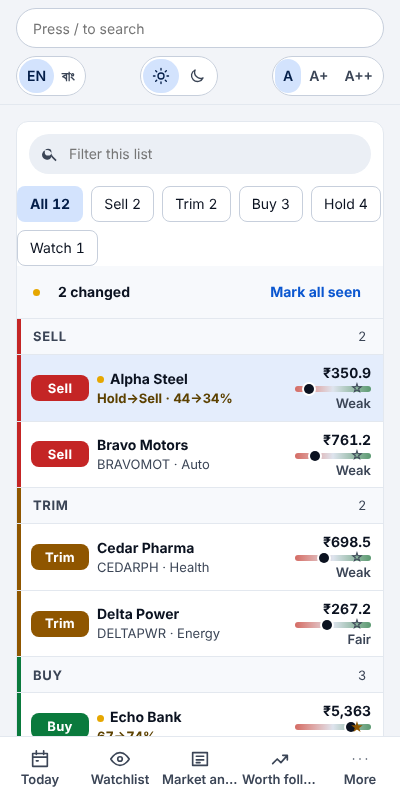 Press / to search
EN বাং A A+ A++
Filter this list
All 12 Sell 2 Trim 2 Buy 3 Hold 4
Watch 1
2 changed Mark all seen
SELL 2
Sell Alpha Steel ₹350.9
Hold→Sell · 44→34% Weak
Sell Bravo Motors ₹761.2
BRAVOMOT · Auto Weak
TRIM 2
Trim Cedar Pharma ₹698.5
CEDARPH · Health Weak
Trim Delta Power ₹267.2
DELTAPWR · Energy Fair
BUY 3
Buy Echo Bank ₹5,363
67→74%
Today Watchlist Market an... Worth foll... More